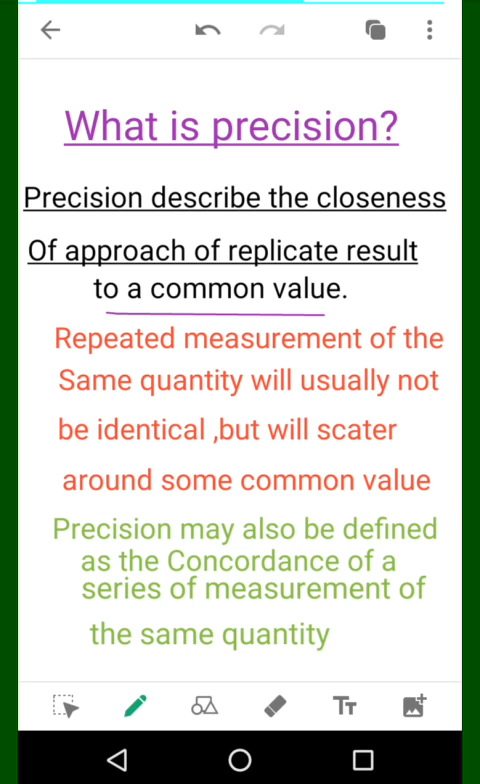 What is precision?
Precision describe the closeness
Of approach of replicate result
to a common value.
Repeated measurement of the
Same quantity will usually not
be identical ,but will scater
around some common value
Precision may also be defined
as the Concordance of a
series of measurement of
the same quantity
TT